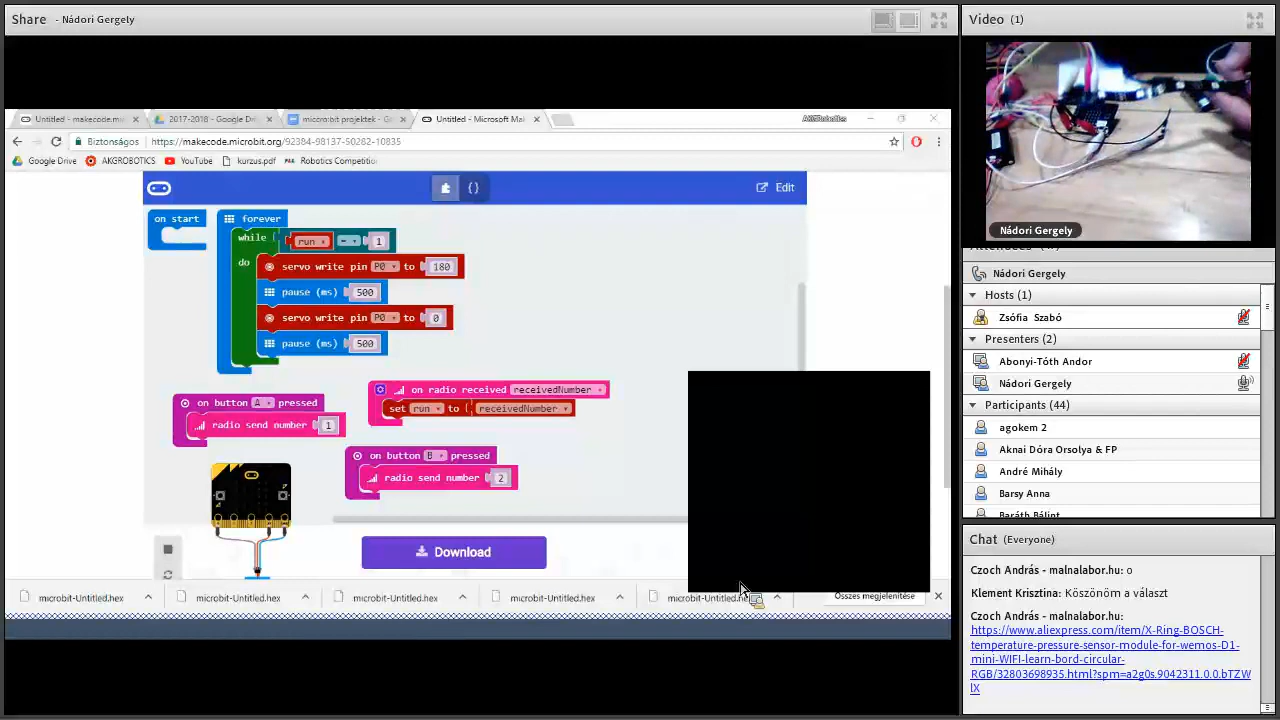 Share - Nádori Gergely
Untitled - makecode.mi
2017-2018 - Google De
microbit projektek - G
Untitled - Microsoft Ma
Biztonságos
https://makecode.microbit.org/92384-98137-50282-10835
Google Drive
AKGROBOTICS
YouTube
kurzus.pdf
Robotics Competitio
{}
Edit
on start
forever
while
run = 1
do
servo write pin P0 to 180
pause (ms) 500
servo write pin P0 to 0
pause (ms) 500
on radio received receivedNumber
set run to receivedNumber
on button A pressed
radio send number 1
on button B pressed
radio send number 2
Download
microbit-Untitled.hex
microbit-Untitled.hex
microbit-Untitled.hex
microbit-Untitled.hex
microbit-Untitled.he
Összes megjelenítése
Video (1)
Nádori Gergely
Nádori Gergely
Hosts (1)
Zsófia Szabó
Presenters (2)
Abonyi-Tóth Andor
Nádori Gergely
Participants (44)
agokem 2
Aknai Dóra Orsolya & FP
André Mihály
Barsy Anna
Baráth Bálint
Chat (Everyone)
Czoch András - malnalabor.hu: o
Klement Krisztina: Köszönöm a választ
Czoch András - malnalabor.hu:
https://www.aliexpress.com/item/X-Ring-BOSCH-
temperature-pressure-sensor-module-for-wemos-D1-
mini-WIFI-learn-bord-circular-
RGB/32803698935.html?spm=a2g0s.9042311.0.0.bTZW
lX